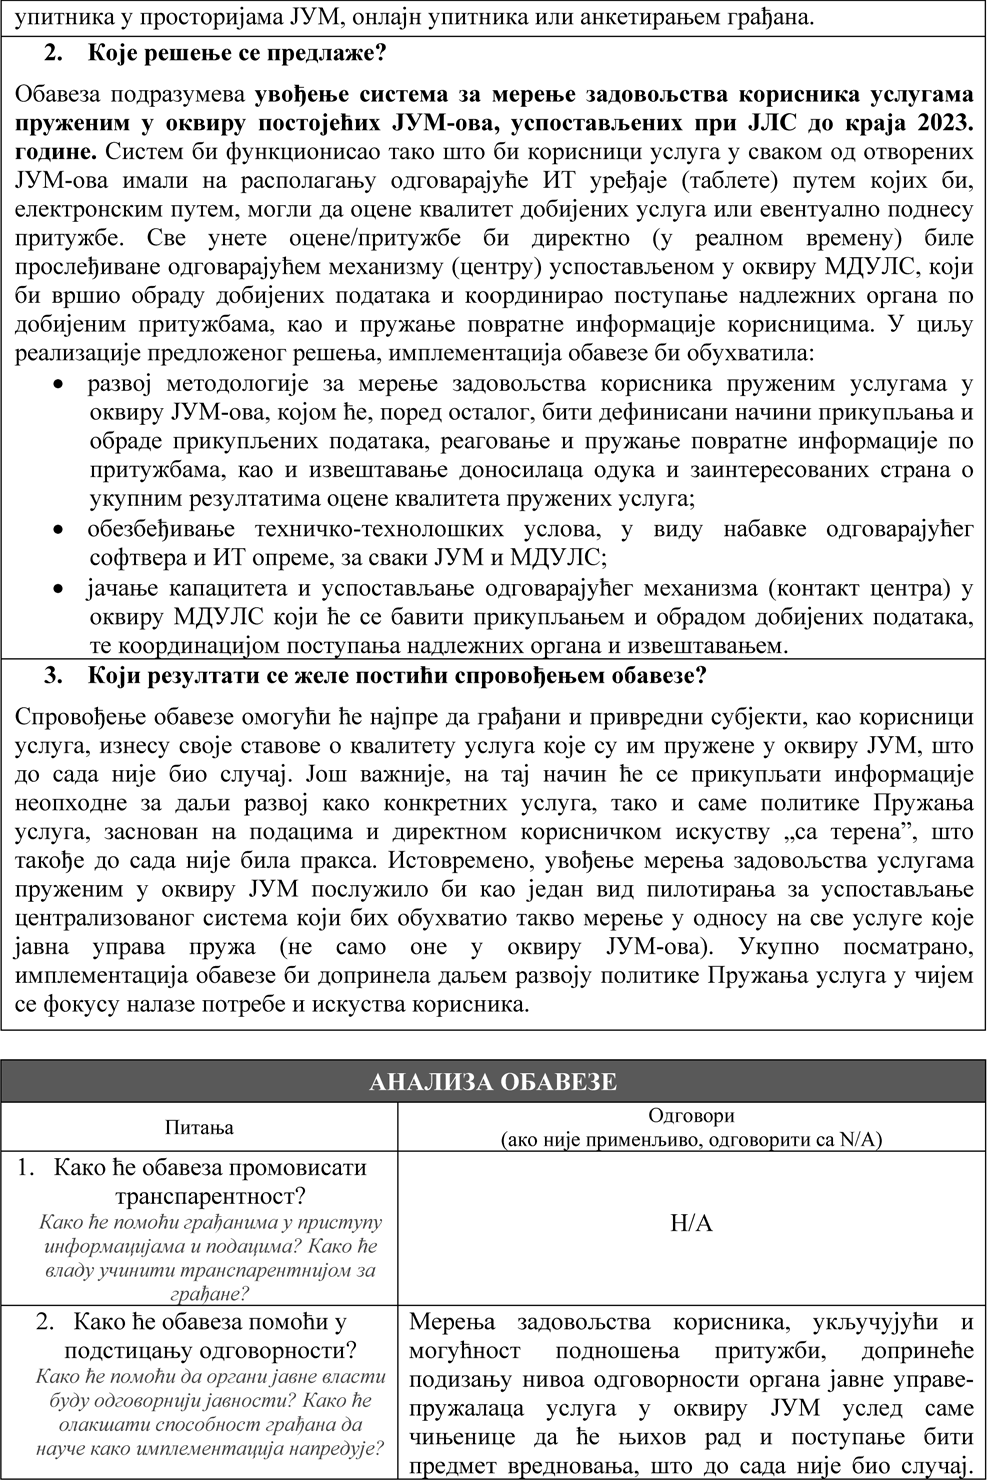 упитника у просторијама ЈУМ, онлајн упитника или анкетирањем грађана.
2. Које решење се предлаже?
Обавеза подразумева увођење система за мерење задовољства корисника услугама
пруженим у оквиру постојећих ЈУМ-ова, успостављених при ЈЛС до краја 2023.
године. Систем би функционисао тако што би корисници услуга у сваком од отворених
ЈУМ-ова имали на располагању одговарајуће ИТ уређаје (таблете) путем којих би,
електронским путем, могли да оцене квалитет добијених услуга или евентуално поднесу
притужбе. Све унете оцене/притужбе би директно (у реалном времену) биле
прослеђиване одговарајућем механизму (центру) успостављеном у оквиру МДУЛС, који
би вршио обраду добијених података и координирао поступање надлежних органа по
добијеним притужбама, као и пружање повратне информације корисницима. У циљу
реализације предложеног решења, имплементација обавезе би обухватила:
• развој методологије за мерење задовољства корисника пруженим услугама у
оквиру ЈУМ-ова, којом ће, поред осталог, бити дефинисани начини прикупљања и
обраде прикупљених података, реаговање и пружање повратне информације по
притужбама, као и извештавање доносилаца одука и заинтересованих страна о
укупним резултатима оцене квалитета пружених услуга;
• обезбеђивање техничко-технолошких услова, у виду набавке одговарајућег
софтвера и ИТ опреме, за сваки ЈУМ и МДУЛС;
• јачање капацитета и успостављање одговарајућег механизма (контакт центра) у
оквиру МДУЛС који ће се бавити прикупљањем и обрадом добијених података,
те координацијом поступања надлежних органа и извештавањем.
3. Који резултати се желе постићи спровођењем обавезе?
Спровођење обавезе омогући ће најпре да грађани и привредни субјекти, као корисници
услуга, изнесу своје ставове о квалитету услуга које су им пружене у оквиру ЈУМ, што
до сада није био случај. Још важније, на тај начин ће се прикупљати информације
неопходне за даљи развој како конкретних услуга, тако и саме политике Пружања
услуга, заснован на подацима и директном корисничком искуству „са терена”, што
такође до сада није била пракса. Истовремено, увођење мерења задовољства услугама
пруженим у оквиру ЈУМ послужило би као један вид пилотирања за успостављање
централизованог система који бих обухватио такво мерење у односу на све услуге које
јавна управа пружа (не само оне у оквиру ЈУМ-ова). Укупно посматрано,
имплементација обавезе би допринела даљем развоју политике Пружања услуга у чијем
се фокусу налазе потребе и искуства корисника.
АНАЛИЗА ОБАВЕЗЕ
Питања
Одговори
(ако није применљиво, одговорити са N/A)
1. Како ће обавеза промовисати
транспарентност?
Како ће помоћи грађанима у приступу
информацијама и подацима? Како ће
владу учинити транспарентнијом за
грађане?
Н/А
2. Како ће обавеза помоћи у
подстицању одговорности?
Како ће помоћи да органи јавне власти
буду одговорнији јавности? Како ће
олакшати способност грађана да
науче како имплементација напредује?
Мерења задовољства корисника, укључујући и
могућност подношења притужби, допринеће
подизању нивоа одговорности органа јавне управе-
пружалаца услуга у оквиру ЈУМ услед саме
чињенице да ће њихов рад и поступање бити
предмет вредновања, што до сада није био случај.